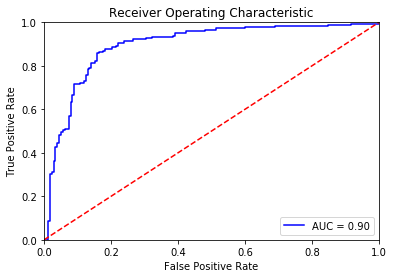 Receiver Operating Characteristic
1.0
0.8
0.6
0.4
0.2
0.0
True Positive Rate
AUC = 0.90
0.0 0.2 0.4 0.6 0.8 1.0
False Positive Rate